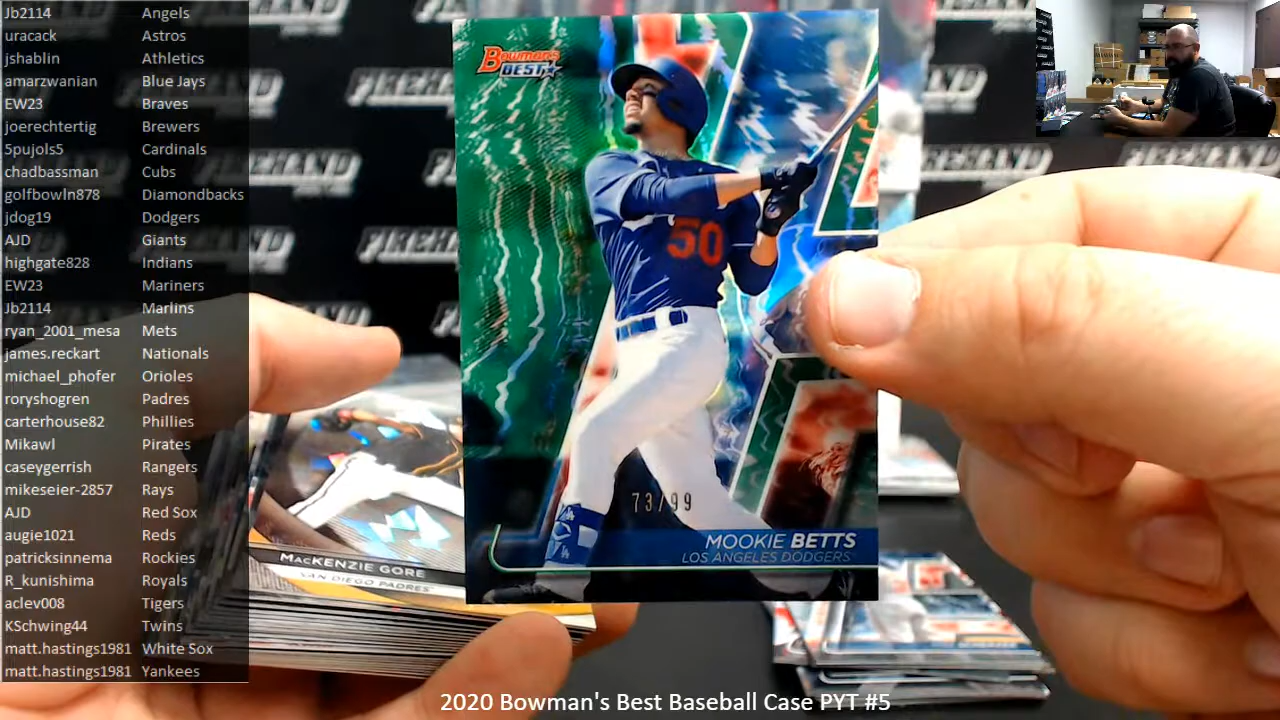 Jb2114 Angels
uracack Astros
jshablin Athletics
amarzwanian Blue Jays
EW23 Braves
joerechtertig Brewers
5pujols5 Cardinals
chadbassman Cubs
golfbowln878 Diamondbacks
jdog19 Dodgers
AJD Giants
highgate828 Indians
EW23 Mariners
Jb2114 Marlins
ryan_2001_mesa Mets
james.reckart Nationals
michael_phofer Orioles
roryshogren Padres
carterhouse82 Phillies
Mikawl Pirates
caseygerrish Rangers
mikeseier-2857 Rays
AJD Red Sox
augie1021 Reds
patricksinnema Rockies
R_kunishima Royals
aclev008 Tigers
KSchwing44 Twins
matt.hastings1981 White Sox
matt.hastings1981 Yankees
Bowman's
BEST
50
73/99
MOOKIE BETTS
LOS ANGELES DODGERS
MACKENZIE GORE
SAN DIEGO PADRES
FIREHAND
2020 Bowman's Best Baseball Case PYT #5